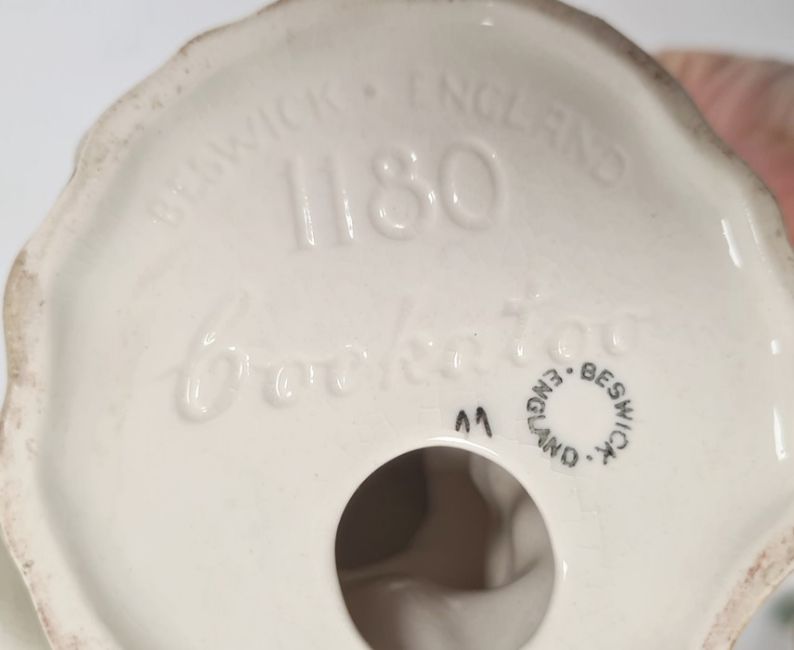 BESWICK • ENGLAND
1180
Cockatoo
11
BESWICK • ENGLAND •